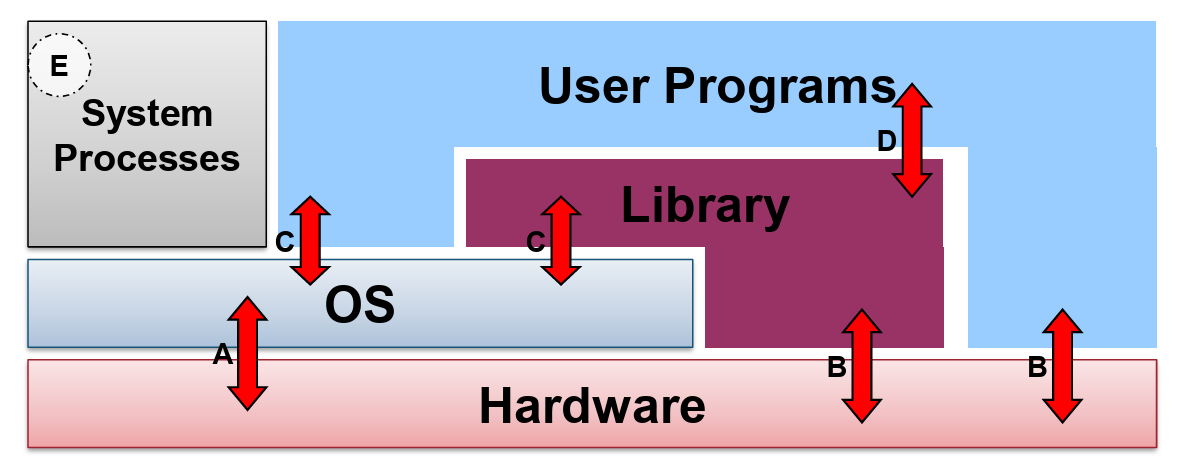 E
System
Processes
User Programs
D
Library
C
C
OS
A
B
B
Hardware